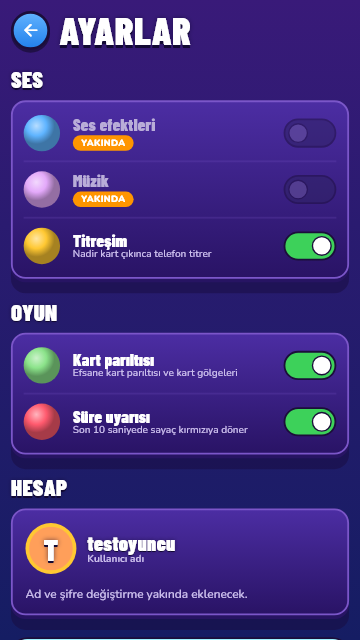 AYARLAR
SES
Ses efektleri
YAKINDA
Müzik
YAKINDA
Titreşim
Nadir kart çıkınca telefon titrer
OYUN
Kart parıltısı
Efsane kart parıltısı ve kart gölgeleri
Süre uyarısı
Son 10 saniyede sayaç kırmızıya döner
HESAP
T
testoyuncu
Kullanıcı adı
Ad ve şifre değiştirme yakında eklenecek.